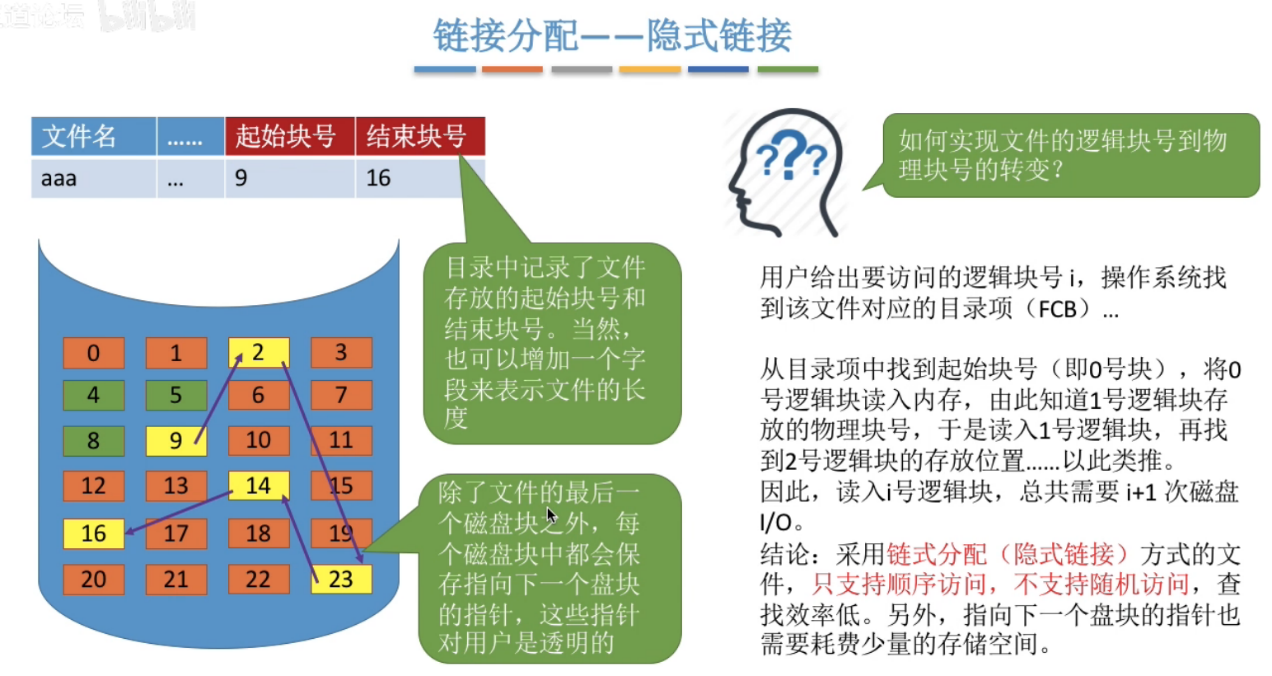 道论坛 bilibili
链接分配——隐式链接
文件名 …… 起始块号 结束块号
aaa … 9 16
目录中记录了文件
存放的起始块号和
结束块号。当然,
也可以增加一个字
段来表示文件的长
度
0 1 2 3
4 5 6 7
8 9 10 11
12 13 14 15
16 17 18 19
20 21 22 23
除了文件的最后一
个磁盘块之外,每
个磁盘块中都会保
存指向下一个盘块
的指针,这些指针
对用户是透明的
???
如何实现文件的逻辑块号到物
理块号的转变?
用户给出要访问的逻辑块号 i,操作系统找
到该文件对应的目录项(FCB)…
从目录项中找到起始块号(即0号块),将0
号逻辑块读入内存,由此知道1号逻辑块存
放的物理块号,于是读入1号逻辑块,再找
到2号逻辑块的存放位置……以此类推。
因此,读入i号逻辑块,总共需要 i+1 次磁盘
I/O。
结论:采用链式分配(隐式链接)方式的文
件,只支持顺序访问,不支持随机访问,查
找效率低。另外,指向下一个盘块的指针也
需要耗费少量的存储空间。